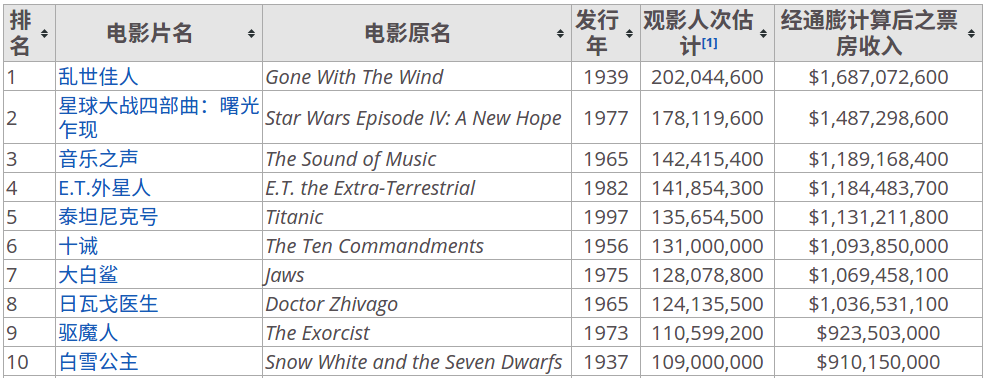 排名 电影片名 电影原名 发行年 观影人次估计[1] 经通膨计算后之票房收入
1 乱世佳人 Gone With The Wind 1939 202,044,600 $1,687,072,600
2 星球大战四部曲：曙光乍现 Star Wars Episode IV: A New Hope 1977 178,119,600 $1,487,298,600
3 音乐之声 The Sound of Music 1965 142,415,400 $1,189,168,400
4 E.T.外星人 E.T. the Extra-Terrestrial 1982 141,854,300 $1,184,483,700
5 泰坦尼克号 Titanic 1997 135,654,500 $1,131,211,800
6 十诫 The Ten Commandments 1956 131,000,000 $1,093,850,000
7 大白鲨 Jaws 1975 128,078,800 $1,069,458,100
8 日瓦戈医生 Doctor Zhivago 1965 124,135,500 $1,036,531,100
9 驱魔人 The Exorcist 1973 110,599,200 $923,503,000
10 白雪公主 Snow White and the Seven Dwarfs 1937 109,000,000 $910,150,000